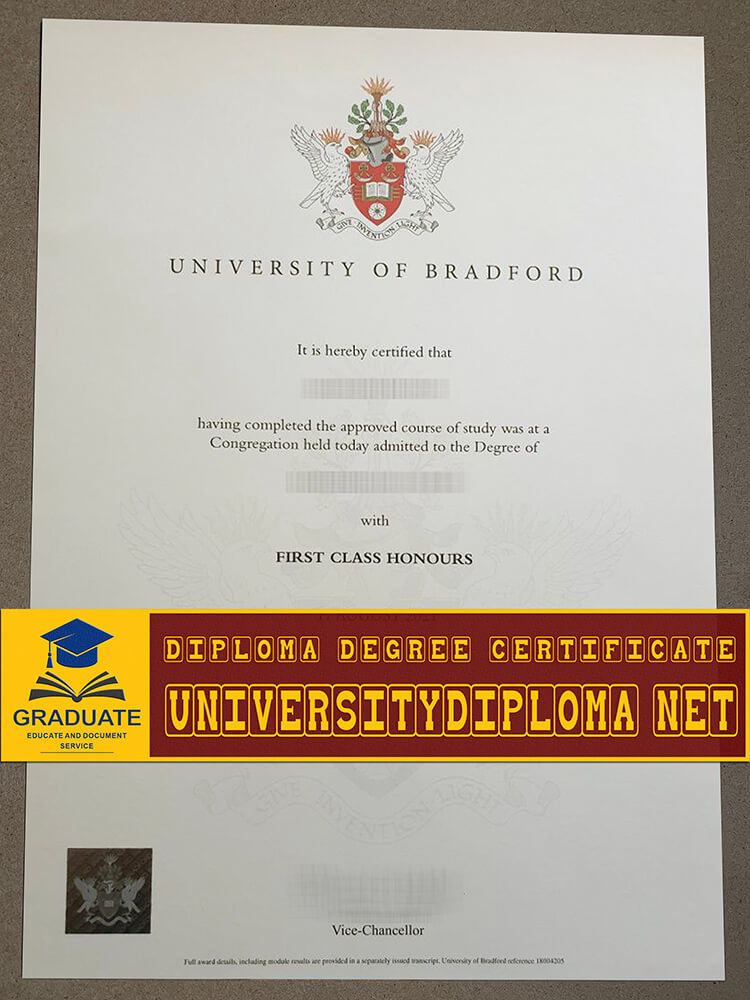 GIVE · INVENTION · LIGHT
UNIVERSITY OF BRADFORD
It is hereby certified that
having completed the approved course of study was at a
Congregation held today admitted to the Degree of
with
FIRST CLASS HONOURS
17 AUGUST 2021
DIPLOMA DEGREE CERTIFICATE
UNIVERSITYDIPLOMA NET
GRADUATE
EDUCATE AND DOCUMENT
SERVICE
GIVE INVENTION LIGHT
Vice-Chancellor
Full award details, including module results are provided in a separately issued transcript. University of Bradford reference 18004205